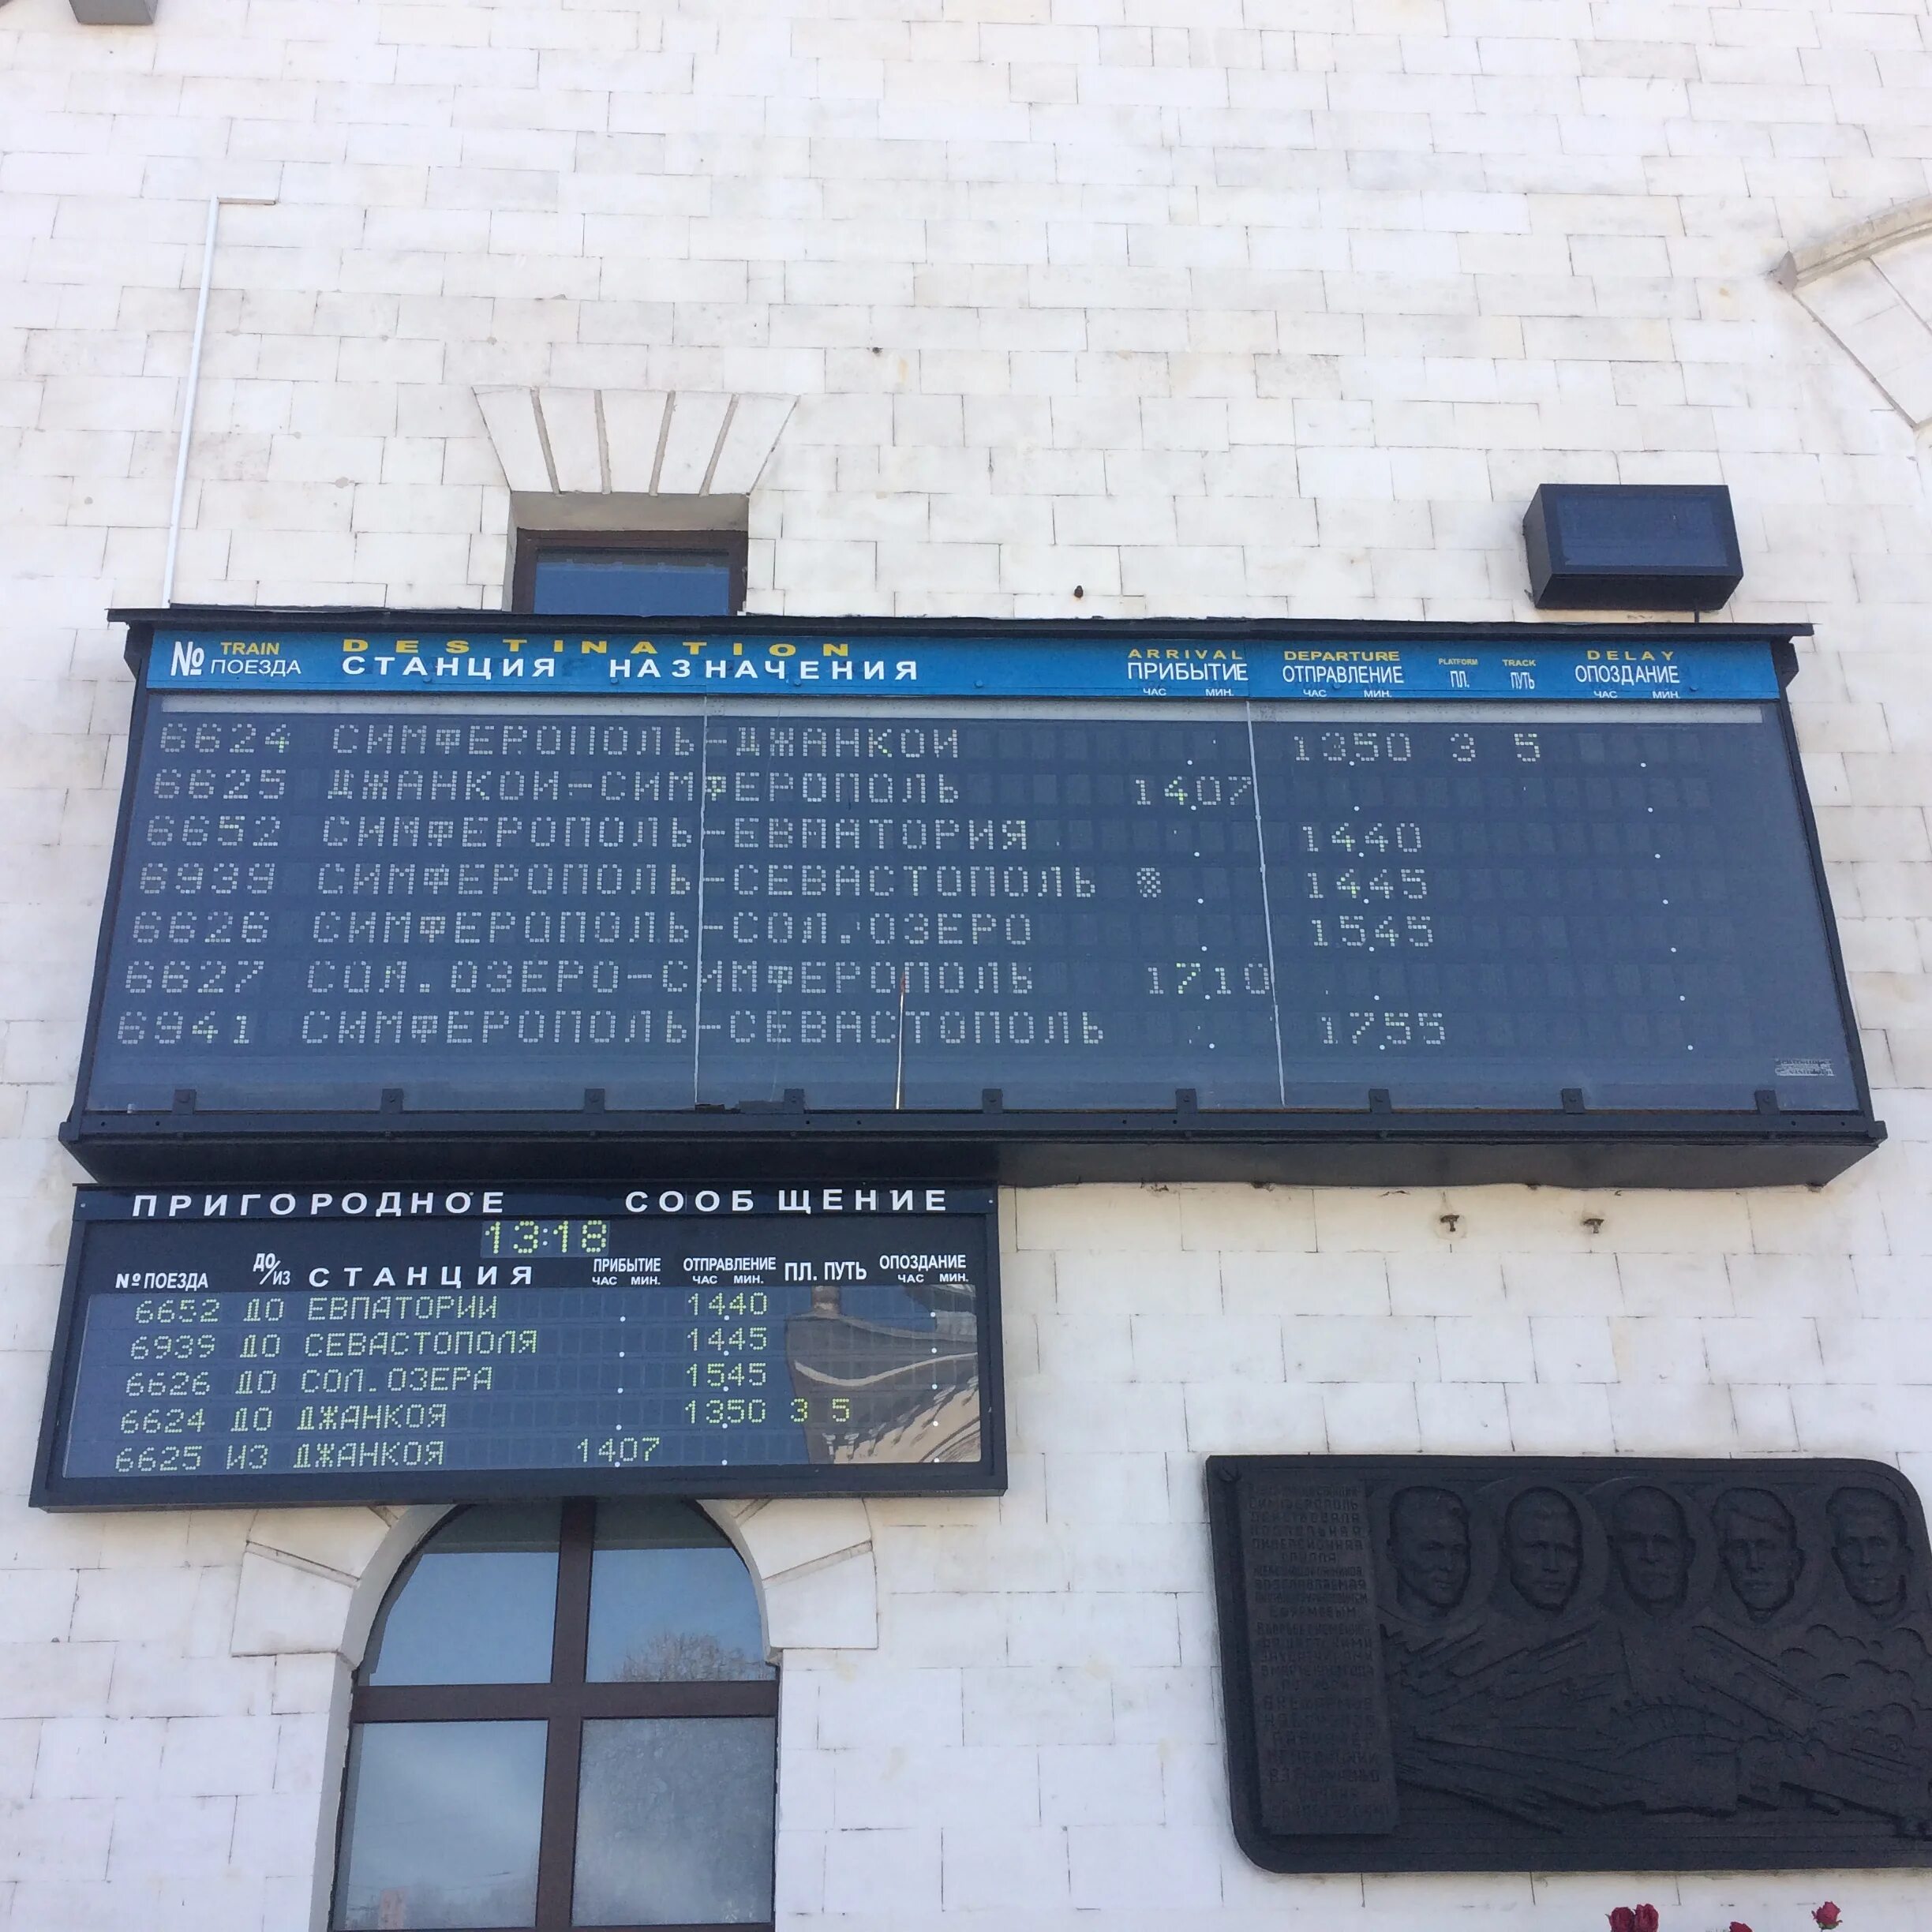 № TRAIN DESTINATION ARRIVAL DEPARTURE PLATFORM TRACK DELAY
ПОЕЗДА СТАНЦИЯ НАЗНАЧЕНИЯ ПРИБЫТИЕ ОТПРАВЛЕНИЕ ПЛ. ПУТЬ ОПОЗДАНИЕ
ЧАС МИН. ЧАС МИН. ЧАС МИН.
6624 СИМФЕРОПОЛЬ-ДЖАНКОЙ 1350 3 5
6625 ДЖАНКОЙ-СИМФЕРОПОЛЬ 1407
6652 СИМФЕРОПОЛЬ-ЕВПАТОРИЯ 1440
6939 СИМФЕРОПОЛЬ-СЕВАСТОПОЛЬ 1445
6626 СИМФЕРОПОЛЬ-СОЛ.ОЗЕРО 1545
6627 СОЛ.ОЗЕРО-СИМФЕРОПОЛЬ 1710
6941 СИМФЕРОПОЛЬ-СЕВАСТОПОЛЬ 1755
ПРИГОРОДНОЕ СООБЩЕНИЕ
13:18
№ ПОЕЗДА ДО/ИЗ СТАНЦИЯ ПРИБЫТИЕ ОТПРАВЛЕНИЕ ПЛ. ПУТЬ ОПОЗДАНИЕ
ЧАС МИН. ЧАС МИН. ЧАС МИН.
6652 ДО ЕВПАТОРИИ 1440
6939 ДО СЕВАСТОПОЛЯ 1445
6626 ДО СОЛ.ОЗЕРА 1545
6624 ДО ДЖАНКОЯ 1350 3 5
6625 ИЗ ДЖАНКОЯ 1407
СИМФЕРОПОЛЬ
ДЕЙСТВОВАЛА
ПОДПОЛЬНАЯ
ДИВЕРСИОННАЯ
ГРУППА